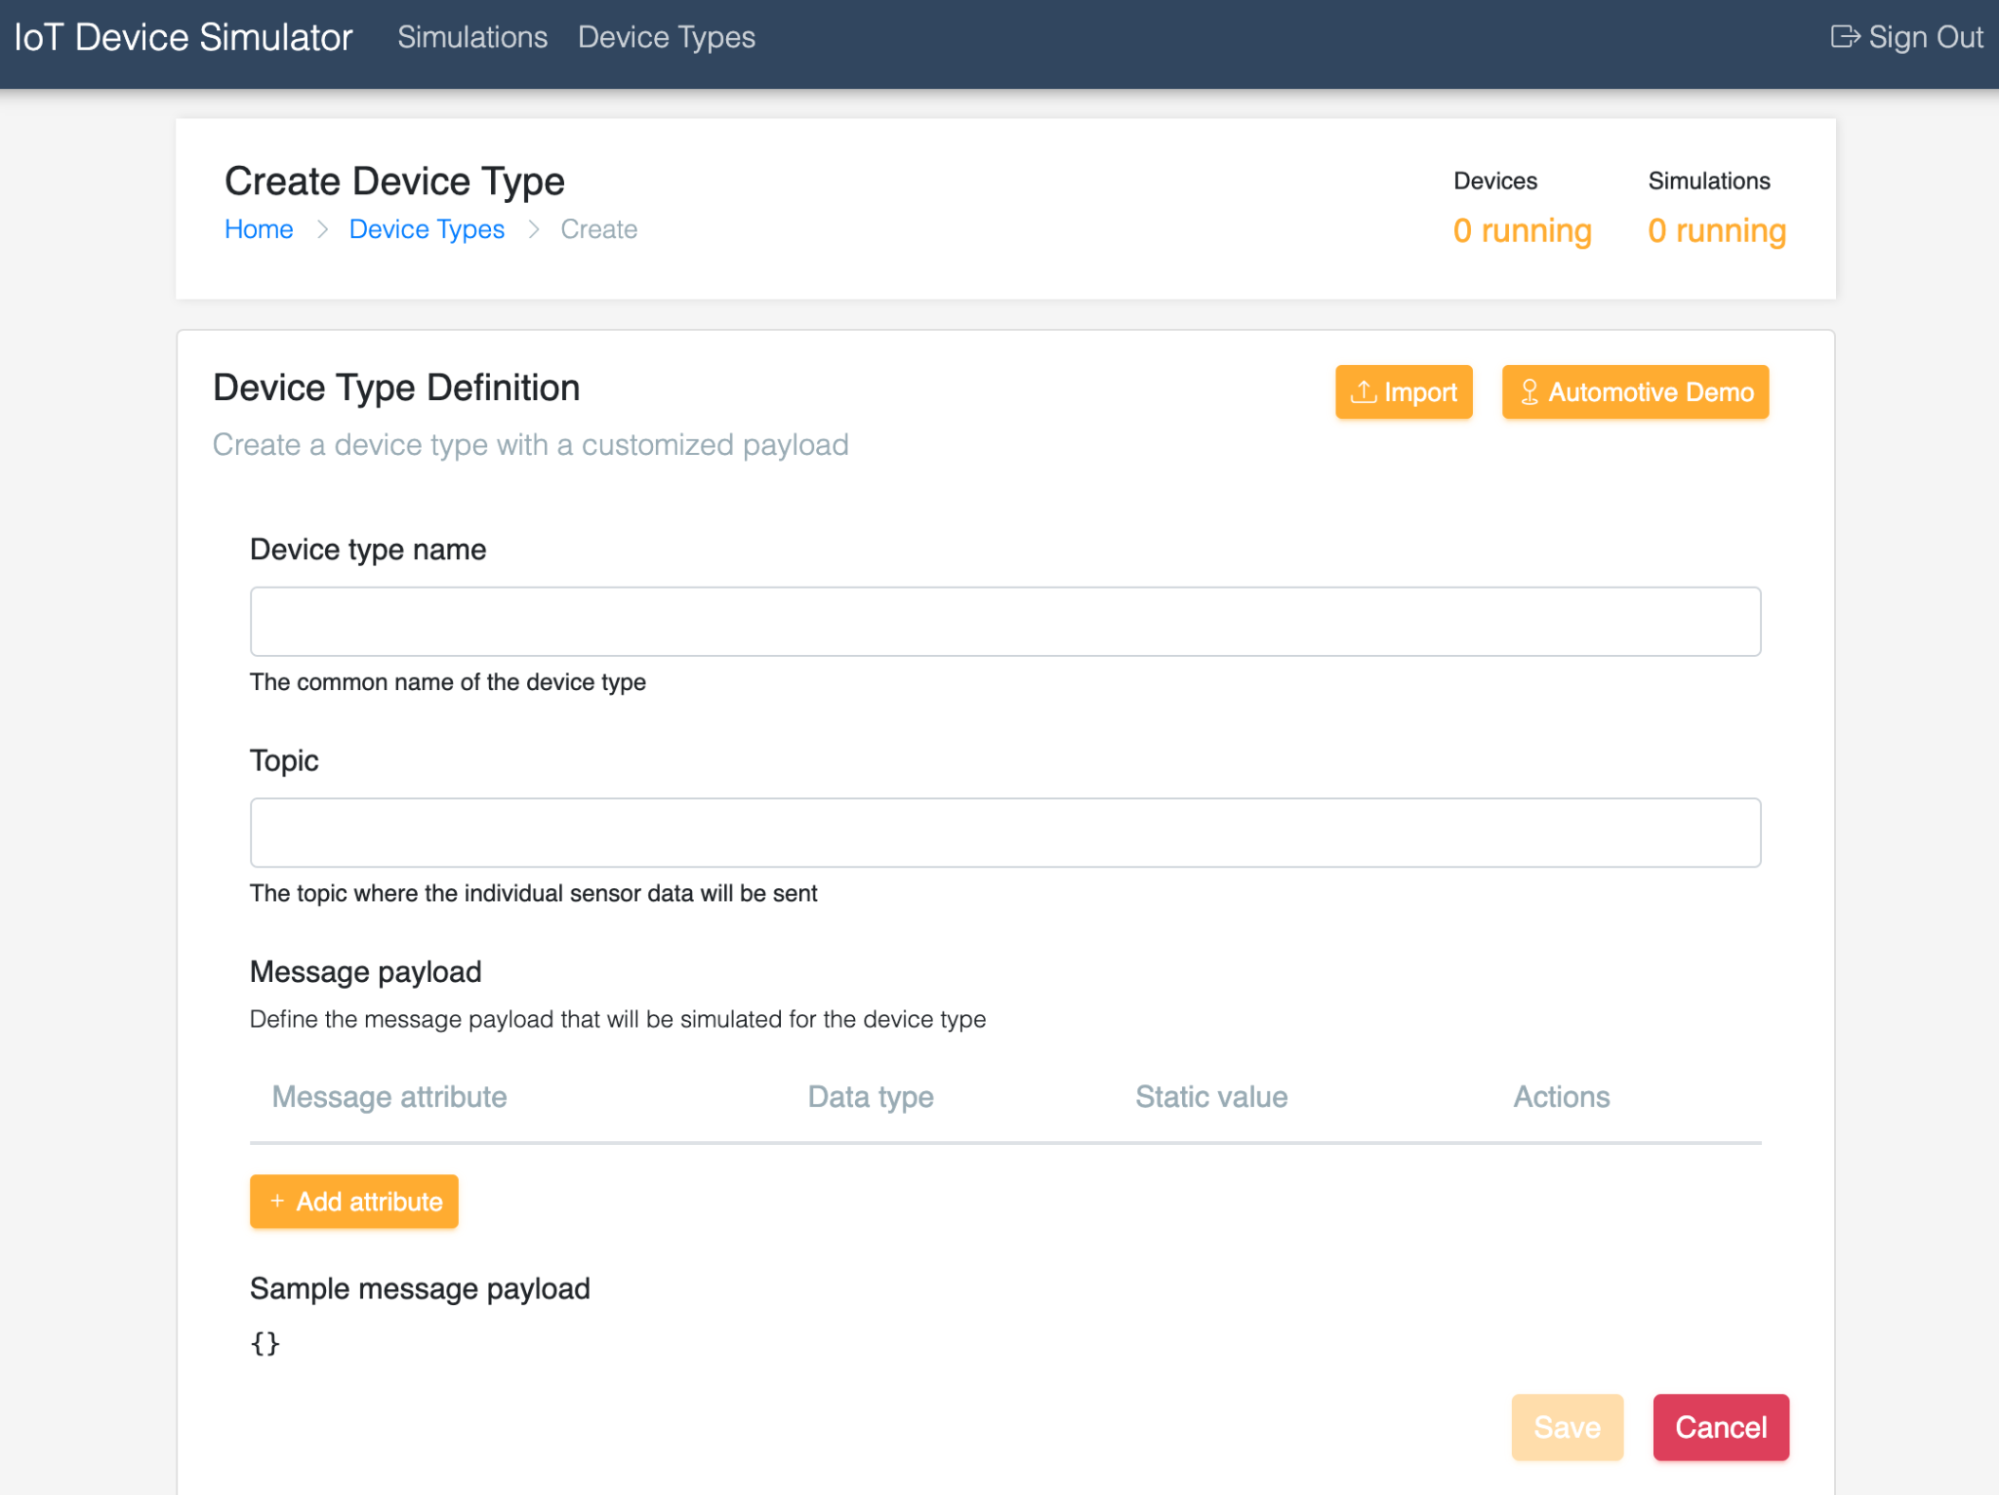 IoT Device Simulator Simulations Device Types Sign Out
Create Device Type
Home > Device Types > Create
Devices Simulations
0 running 0 running
Device Type Definition
Import Automotive Demo
Create a device type with a customized payload
Device type name
The common name of the device type
Topic
The topic where the individual sensor data will be sent
Message payload
Define the message payload that will be simulated for the device type
Message attribute Data type Static value Actions
+ Add attribute
Sample message payload
{}
Save Cancel